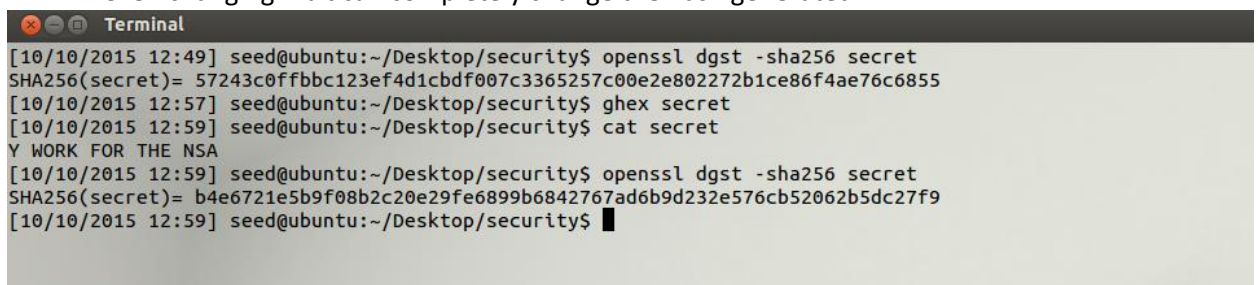 Terminal
[10/10/2015 12:49] seed@ubuntu:~/Desktop/security$ openssl dgst -sha256 secret
SHA256(secret)= 57243c0ffbbc123ef4d1cbdf007c3365257c00e2e802272b1ce86f4ae76c6855
[10/10/2015 12:57] seed@ubuntu:~/Desktop/security$ ghex secret
[10/10/2015 12:59] seed@ubuntu:~/Desktop/security$ cat secret
Y WORK FOR THE NSA
[10/10/2015 12:59] seed@ubuntu:~/Desktop/security$ openssl dgst -sha256 secret
SHA256(secret)= b4e6721e5b9f08b2c20e29fe6899b6842767ad6b9d232e576cb52062b5dc27f9
[10/10/2015 12:59] seed@ubuntu:~/Desktop/security$